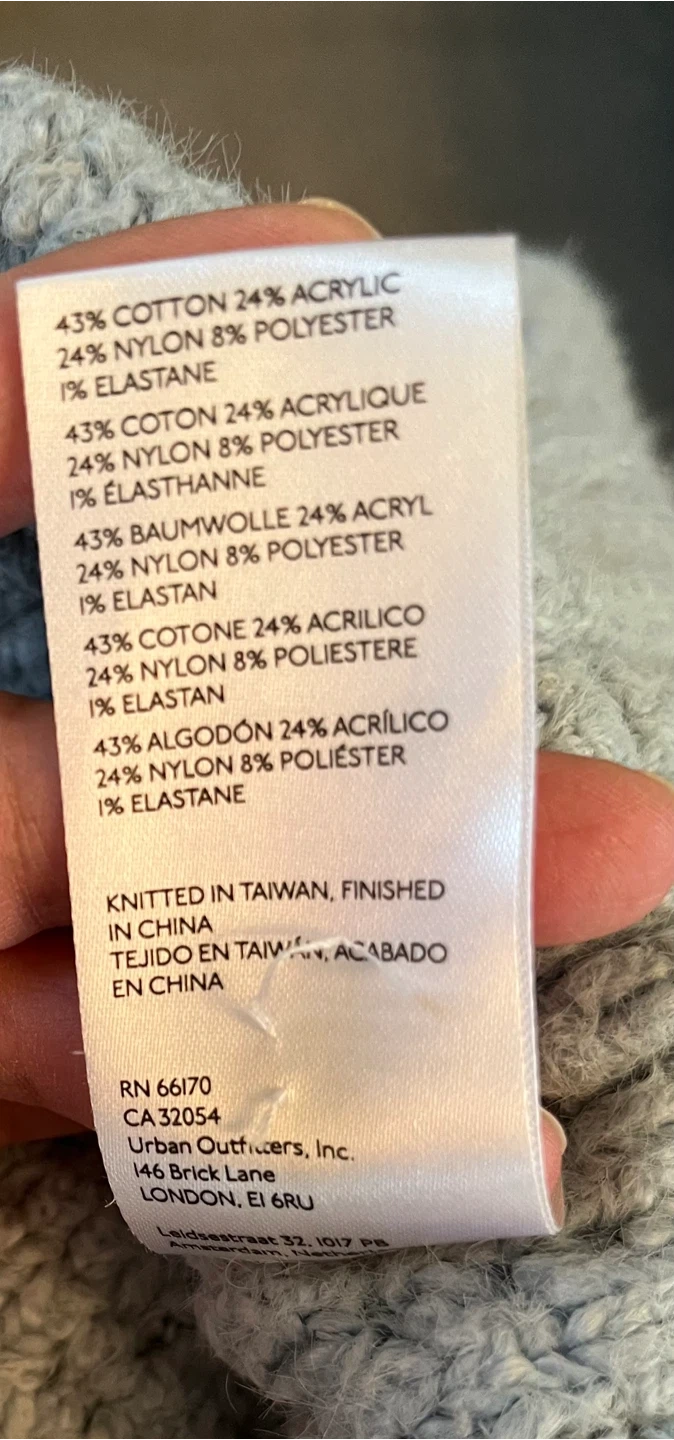 43% COTTON 24% ACRYLIC
24% NYLON 8% POLYESTER
1% ELASTANE
43% COTON 24% ACRYLIQUE
24% NYLON 8% POLYESTER
1% ÉLASTHANNE
43% BAUMWOLLE 24% ACRYL
24% NYLON 8% POLYESTER
1% ELASTAN
43% COTONE 24% ACRILICO
24% NYLON 8% POLIESTERE
1% ELASTAN
43% ALGODÓN 24% ACRÍLICO
24% NYLON 8% POLIÉSTER
1% ELASTANE
KNITTED IN TAIWAN, FINISHED
IN CHINA
TEJIDO EN TAIWÁN, ACABADO
EN CHINA
RN 66170
CA 32054
Urban Outfitters, Inc.
146 Brick Lane
LONDON, E1 6RU
Leidsestraat 32, 1017 PB
Amsterdam,